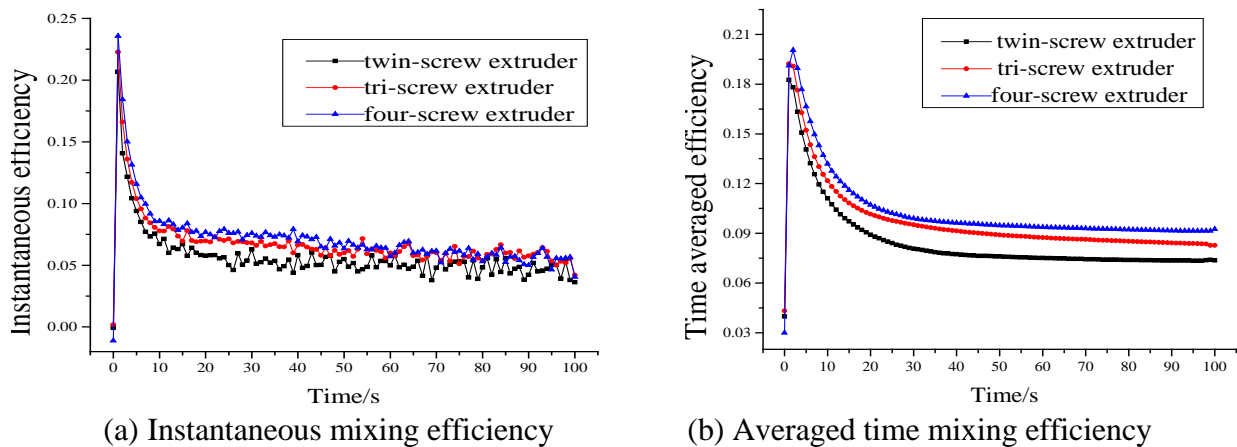 0.25
0.20
0.15
0.10
0.05
0.00
Instantaneous efficiency
twin-screw extruder
tri-screw extruder
four-screw extruder
0 10 20 30 40 50 60 70 80 90 100
Time/s
(a) Instantaneous mixing efficiency
0.21
0.18
0.15
0.12
0.09
0.06
0.03
Time averaged efficiency
twin-screw extruder
tri-screw extruder
four-screw extruder
0 10 20 30 40 50 60 70 80 90 100
Time/s
(b) Averaged time mixing efficiency